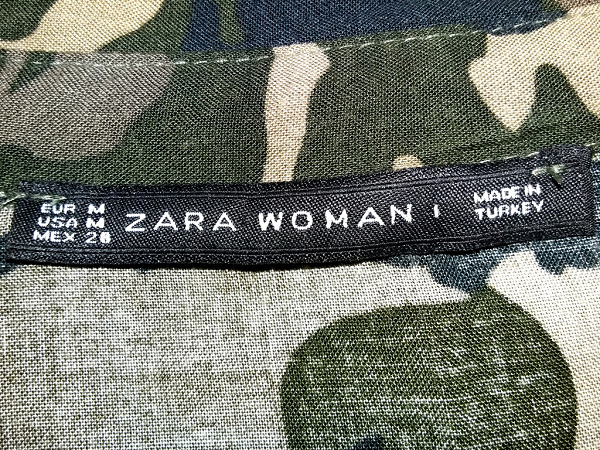 EUR M
USA M
MEX 28
ZARA WOMAN
MADE IN
TURKEY